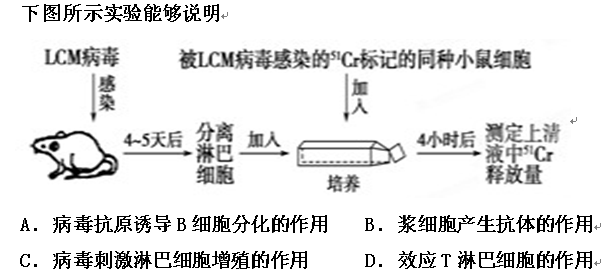 下图所示实验能够说明
LCM病毒
被LCM病毒感染的⁵¹Cr标记的同种小鼠细胞
感染
加入
4~5天后
分离淋巴细胞
加入
培养
4小时后
测定上清液中⁵¹Cr释放量
A．病毒抗原诱导B细胞分化的作用 B．浆细胞产生抗体的作用
C．病毒刺激淋巴细胞增殖的作用 D．效应T淋巴细胞的作用